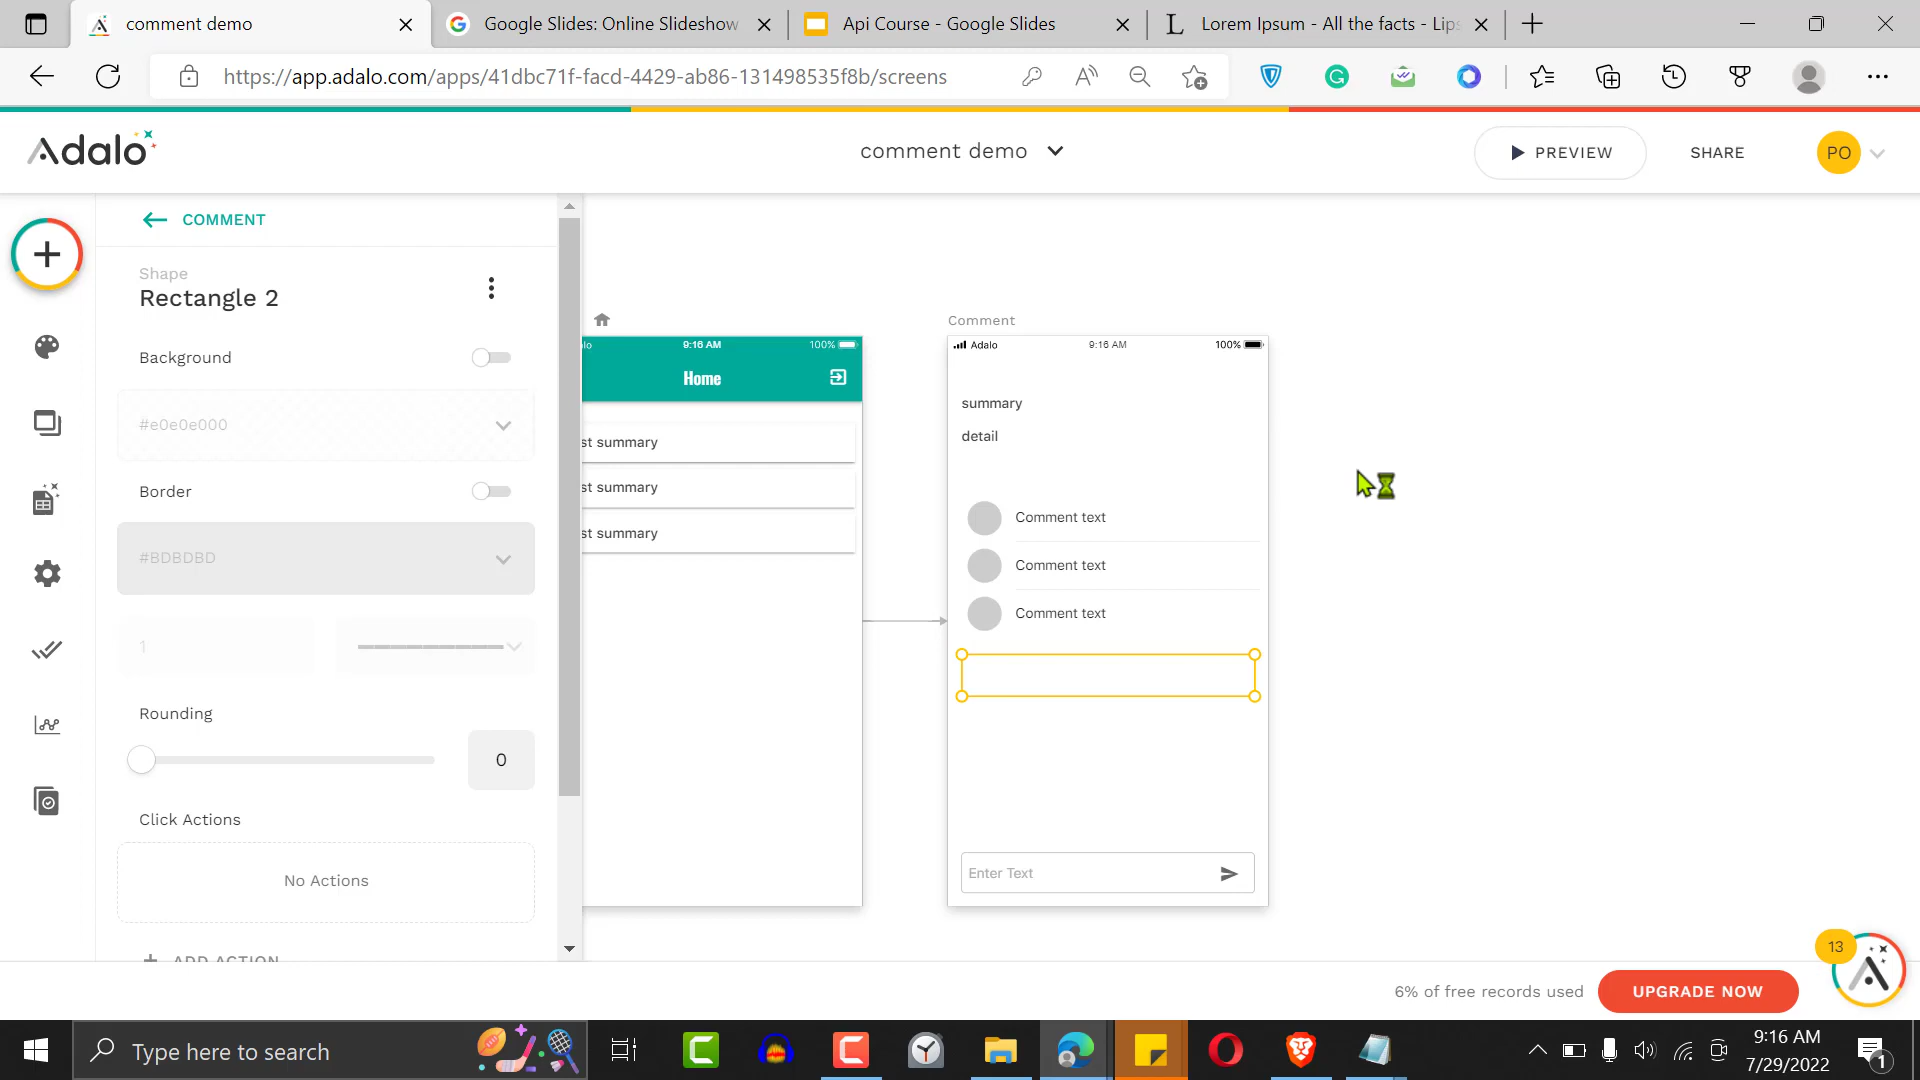 comment demo
Google Slides: Online Slideshow
Api Course - Google Slides
Lorem Ipsum - All the facts - Lips
https://app.adalo.com/apps/41dbc71f-facd-4429-ab86-131498535f8b/screens
Adalo
comment demo
PREVIEW
SHARE
PO
COMMENT
Shape
Rectangle 2
Background
#e0e0e000
Border
#BDBDBD
1
Rounding
0
Click Actions
No Actions
ADD ACTION
lo
9:16 AM
100%
Home
st summary
st summary
st summary
Comment
Adalo
9:16 AM
100%
summary
detail
Comment text
Comment text
Comment text
Enter Text
13
6% of free records used
UPGRADE NOW
Type here to search
9:16 AM
7/29/2022
1